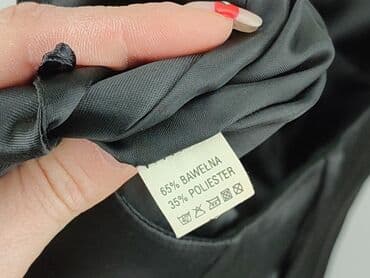 65% BAWEŁNA
35% POLIESTER